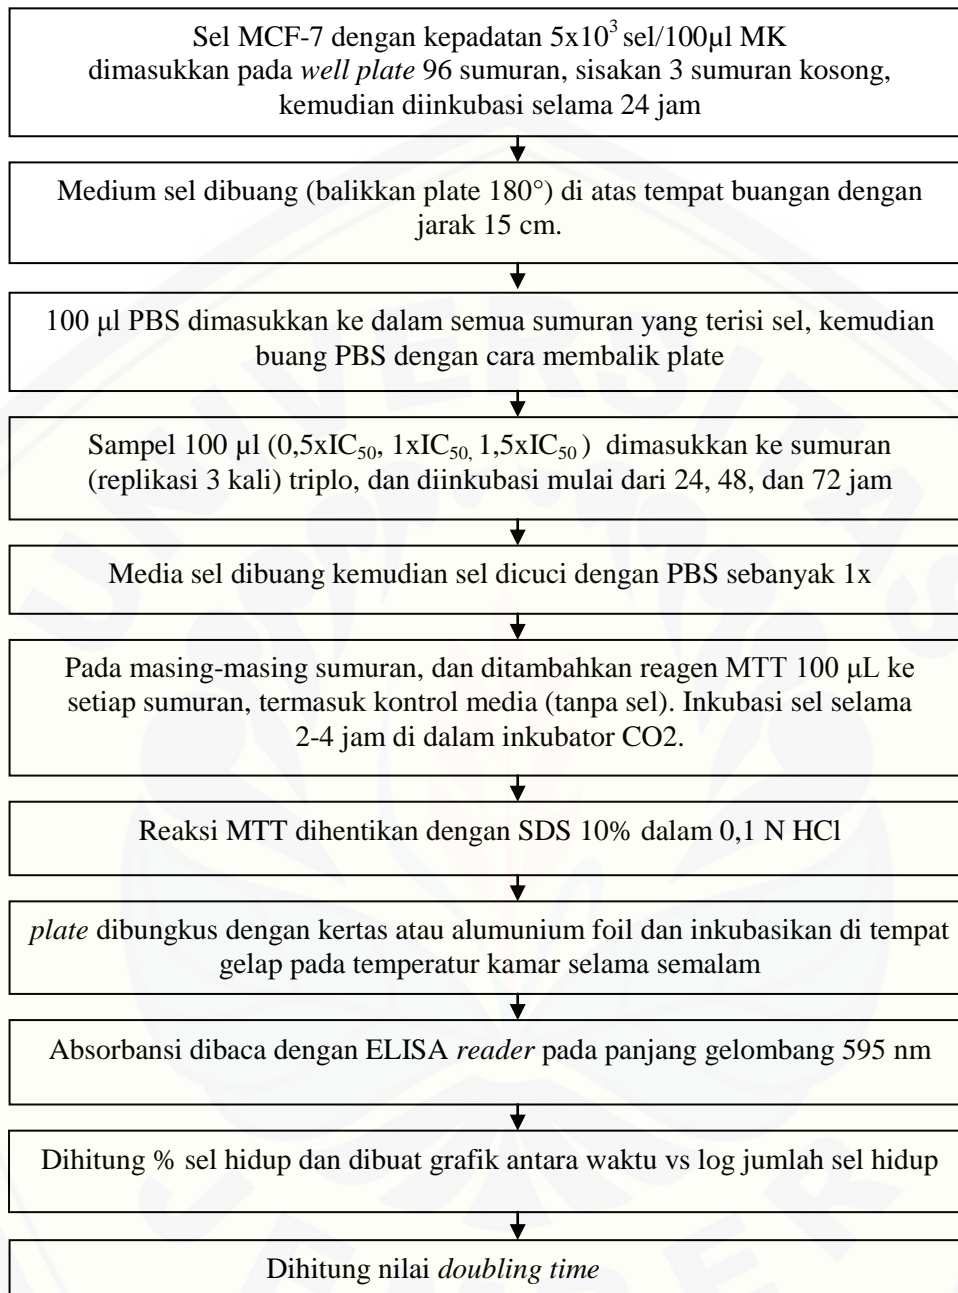 Sel MCF-7 dengan kepadatan 5x10³ sel/100µl MK
dimasukkan pada well plate 96 sumuran, sisakan 3 sumuran kosong,
kemudian diinkubasi selama 24 jam
Medium sel dibuang (balikkan plate 180°) di atas tempat buangan dengan
jarak 15 cm.
100 µl PBS dimasukkan ke dalam semua sumuran yang terisi sel, kemudian
buang PBS dengan cara membalik plate
Sampel 100 µl (0,5xIC₅₀, 1xIC₅₀, 1,5xIC₅₀ ) dimasukkan ke sumuran
(replikasi 3 kali) triplo, dan diinkubasi mulai dari 24, 48, dan 72 jam
Media sel dibuang kemudian sel dicuci dengan PBS sebanyak 1x
Pada masing-masing sumuran, dan ditambahkan reagen MTT 100 µL ke
setiap sumuran, termasuk kontrol media (tanpa sel). Inkubasi sel selama
2-4 jam di dalam inkubator CO2.
Reaksi MTT dihentikan dengan SDS 10% dalam 0,1 N HCl
plate dibungkus dengan kertas atau alumunium foil dan inkubasikan di tempat
gelap pada temperatur kamar selama semalam
Absorbansi dibaca dengan ELISA reader pada panjang gelombang 595 nm
Dihitung % sel hidup dan dibuat grafik antara waktu vs log jumlah sel hidup
Dihitung nilai doubling time
UNIVERSITAS